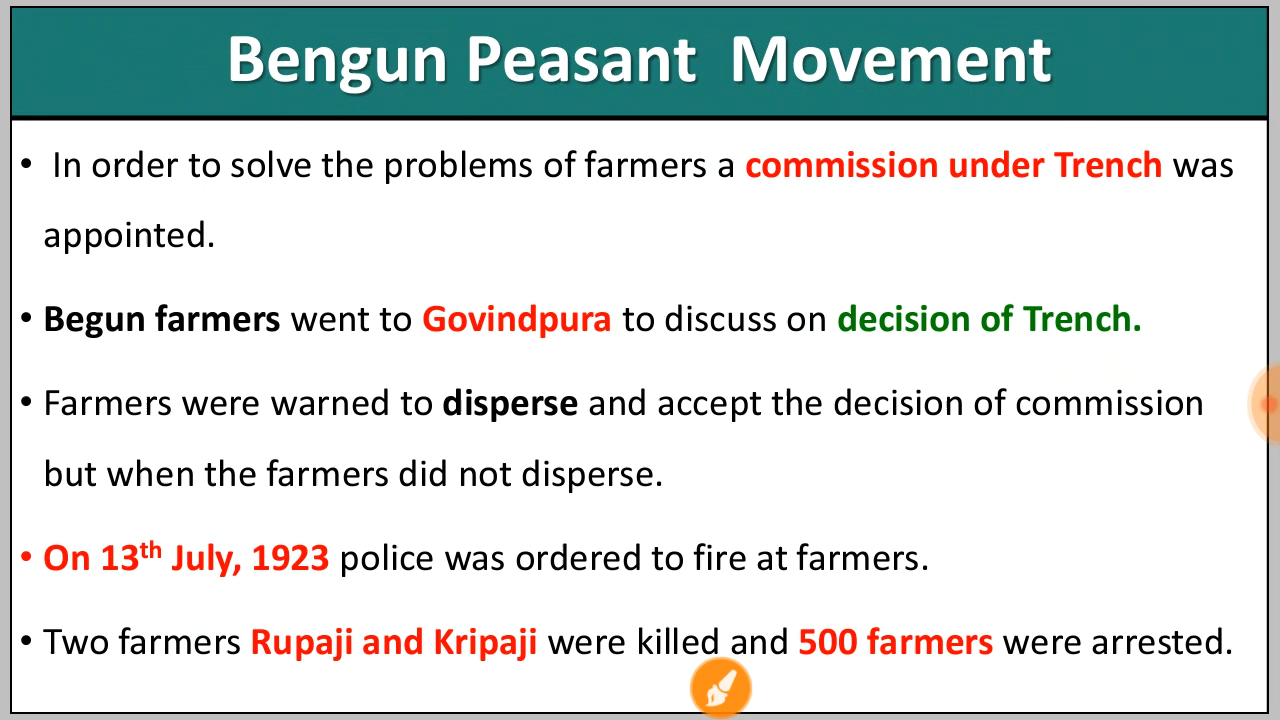 Bengun Peasant Movement
• In order to solve the problems of farmers a commission under Trench was
appointed.
• Begun farmers went to Govindpura to discuss on decision of Trench.
• Farmers were warned to disperse and accept the decision of commission
but when the farmers did not disperse.
• On 13th July, 1923 police was ordered to fire at farmers.
• Two farmers Rupaji and Kripaji were killed and 500 farmers were arrested.